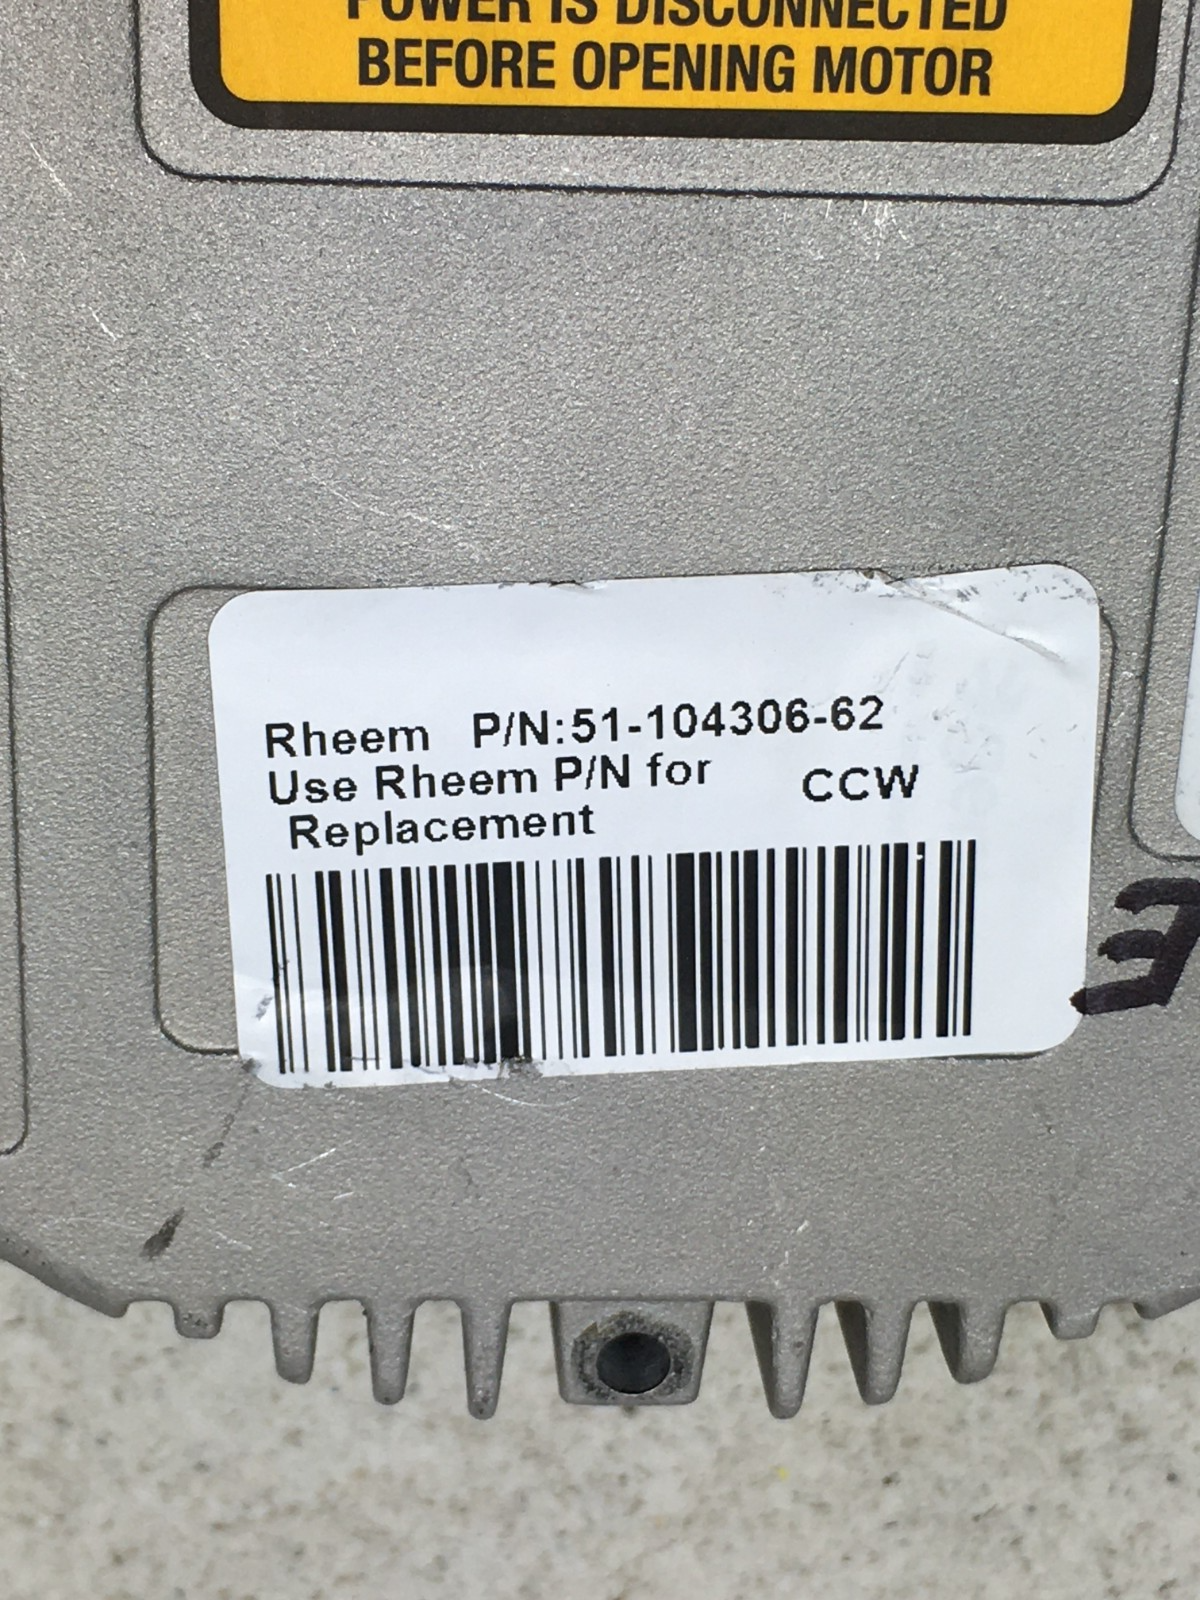 POWER IS DISCONNECTED
BEFORE OPENING MOTOR
Rheem P/N:51-104306-62
Use Rheem P/N for CCW
Replacement
E